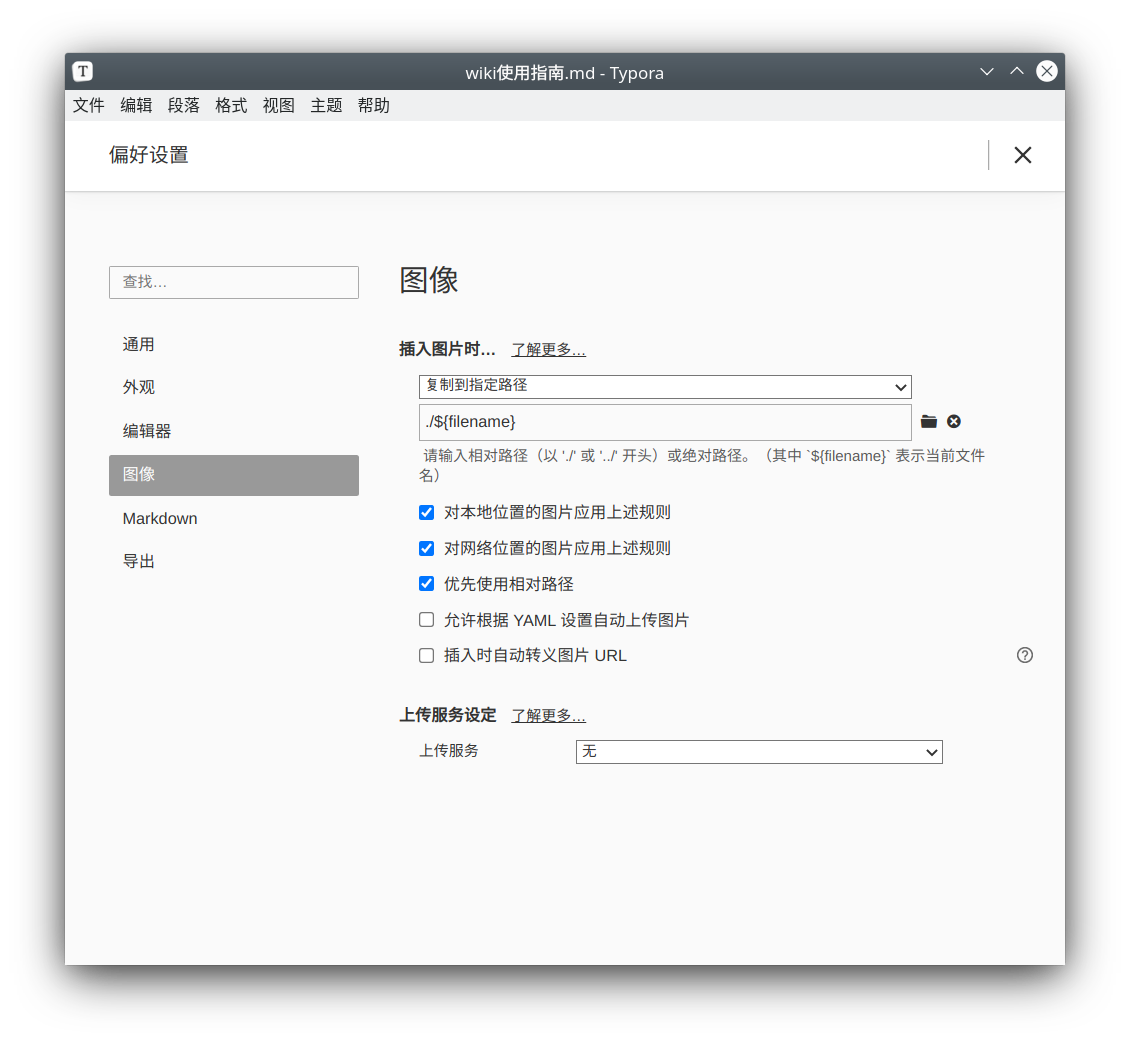 T
wiki使用指南.md - Typora
文件 编辑 段落 格式 视图 主题 帮助
偏好设置
查找…
通用
外观
编辑器
图像
Markdown
导出
图像
插入图片时… 了解更多…
复制到指定路径
./${filename}
请输入相对路径（以 './' 或 '../' 开头）或绝对路径。（其中 `${filename}` 表示当前文件
名）
对本地位置的图片应用上述规则
对网络位置的图片应用上述规则
优先使用相对路径
允许根据 YAML 设置自动上传图片
插入时自动转义图片 URL
?
上传服务设定 了解更多…
上传服务 无